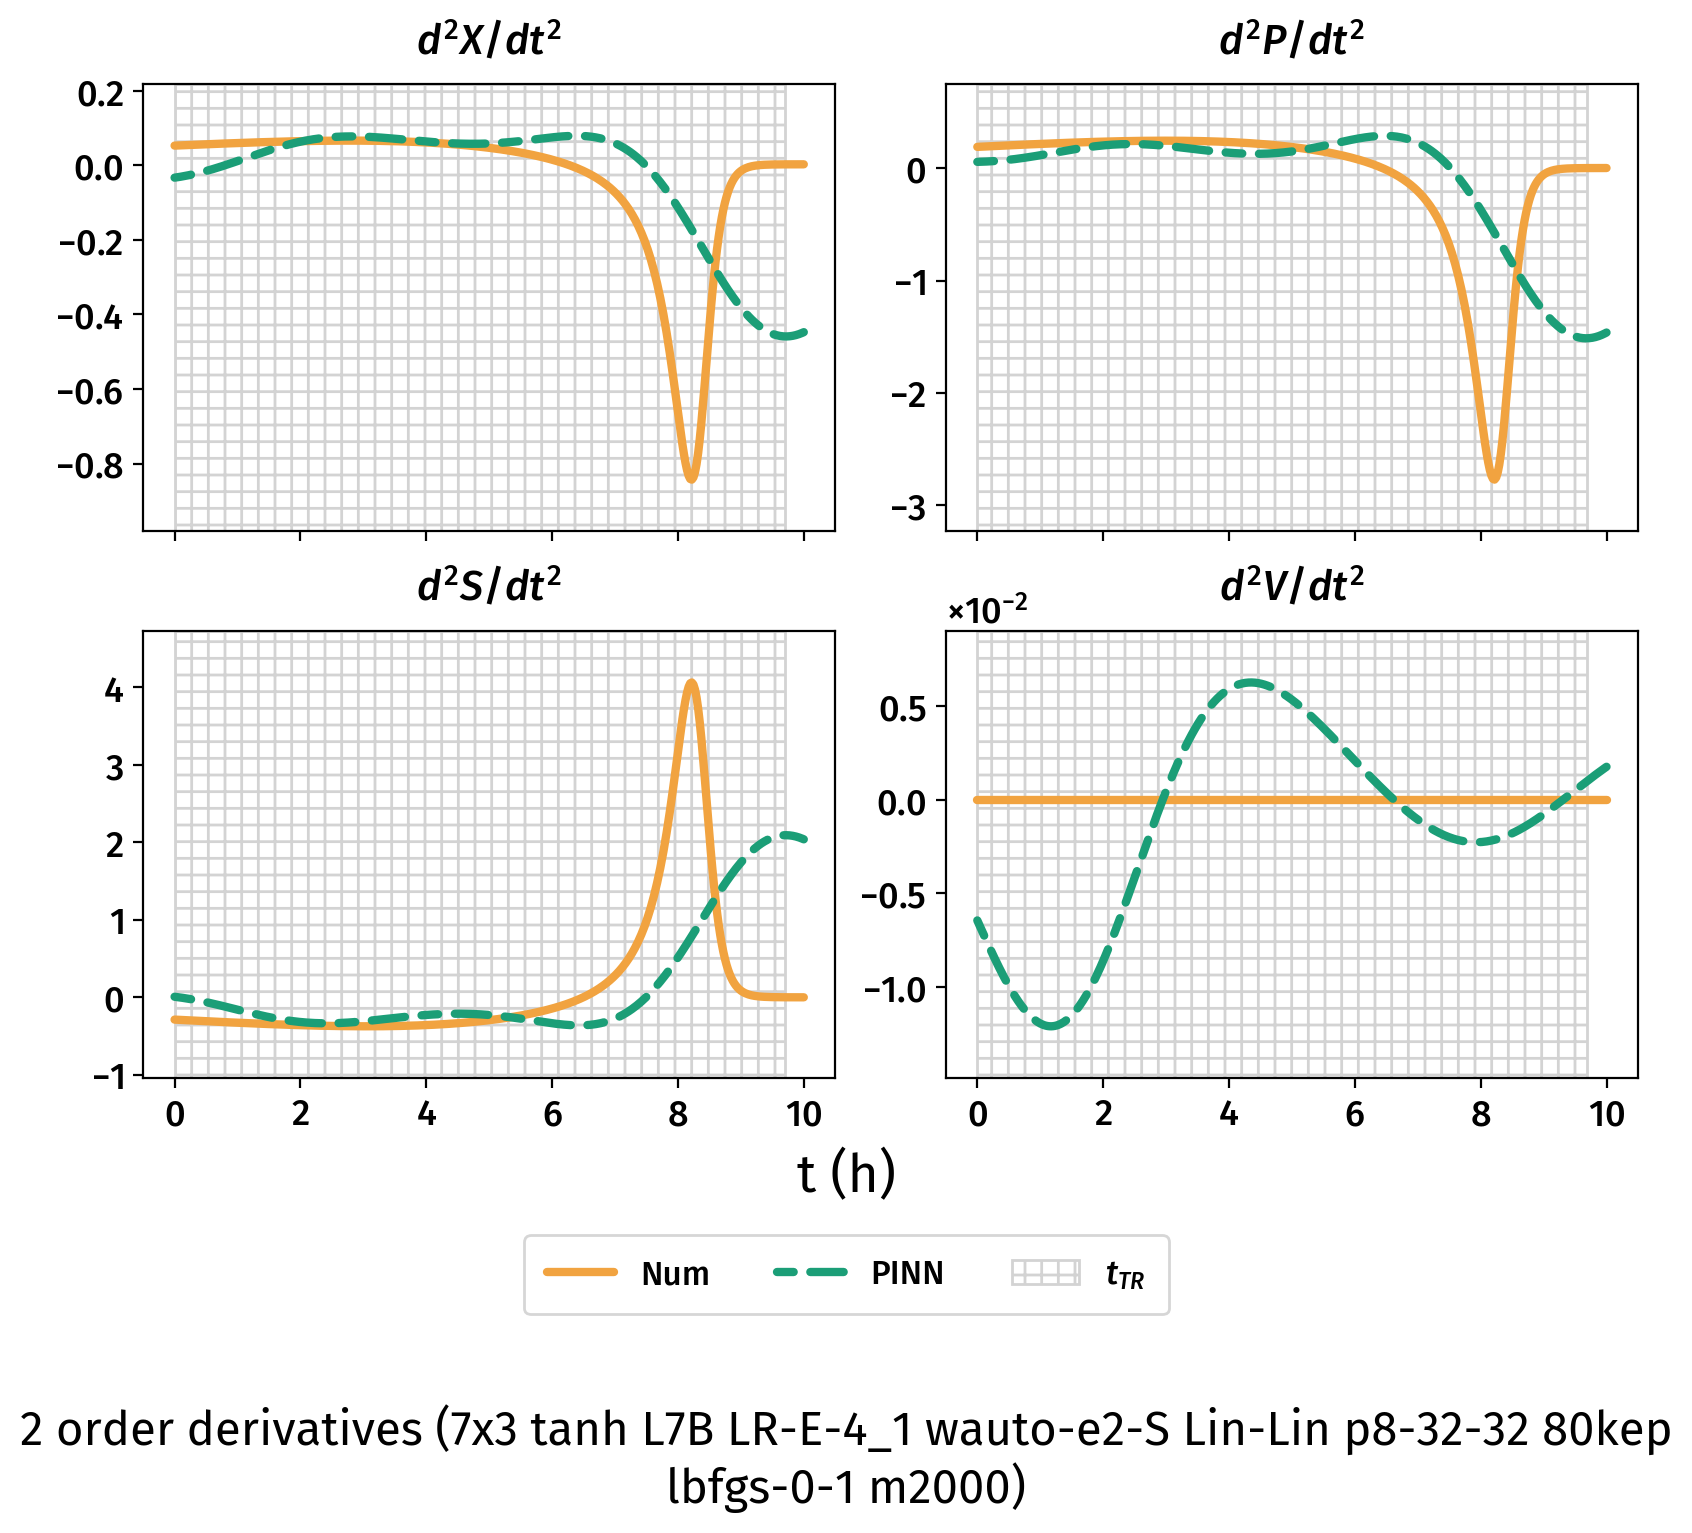 d²X/dt²
d²P/dt²
0.2
0.0
−0.2
−0.4
−0.6
−0.8
0
−1
−2
−3
d²S/dt²
d²V/dt²
×10⁻²
4
3
2
1
0
−1
0.5
0.0
−0.5
−1.0
0 2 4 6 8 10
0 2 4 6 8 10
t (h)
Num PINN t_TR
2 order derivatives (7x3 tanh L7B LR-E-4_1 wauto-e2-S Lin-Lin p8-32-32 80kep
lbfgs-0-1 m2000)